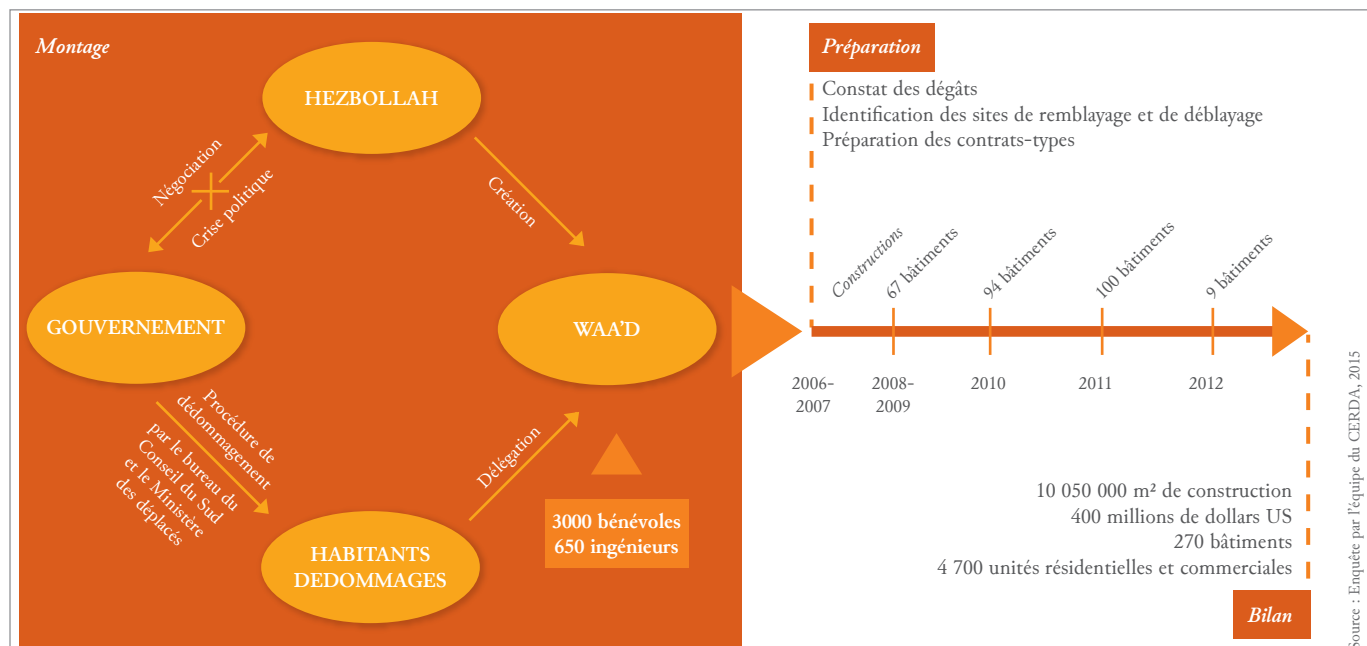 Montage
HEZBOLLAH
Négociation
Crise politique
Création
GOUVERNEMENT
WAA'D
Procédure de
dédommagement
par le bureau du
Conseil du Sud
et le Ministère
des déplacés
Délégation
HABITANTS
DEDOMMAGES
3000 bénévoles
650 ingénieurs
Préparation
Constat des dégâts
Identification des sites de remblayage et de déblayage
Préparation des contrats-types
Constructions
67 bâtiments
94 bâtiments
100 bâtiments
9 bâtiments
2006-
2007
2008-
2009
2010
2011
2012
10 050 000 m² de construction
400 millions de dollars US
270 bâtiments
4 700 unités résidentielles et commerciales
Bilan
Source : Enquête par l'équipe du CERDA, 2015